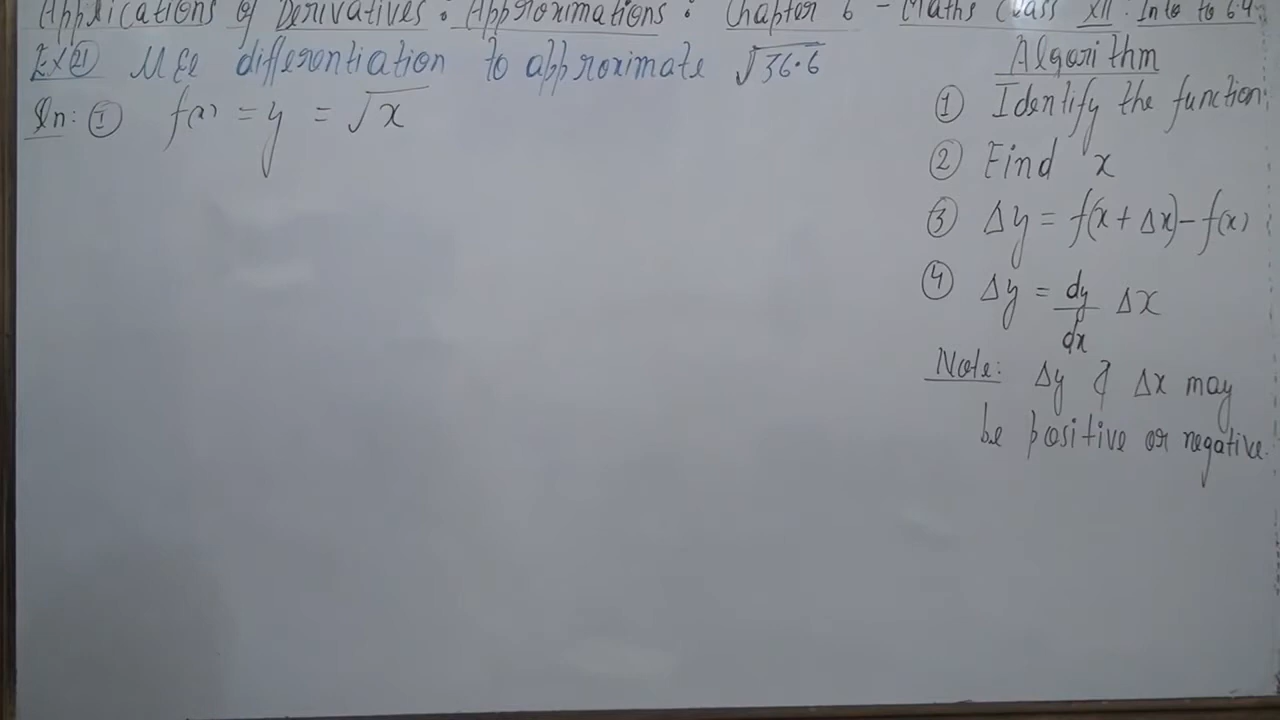 Applications of Derivatives: Approximations: Chapter 6 - Maths Class XII. Into to 6.4
Ex 21 Use differentiation to approximate √36.6
Sn: ① f(x) = y = √x
Algorithm
① Identify the function:
② Find x
③ Δy = f(x + Δx) - f(x)
④ Δy = dy/dx Δx
Note: Δy & Δx may
be positive or negative.